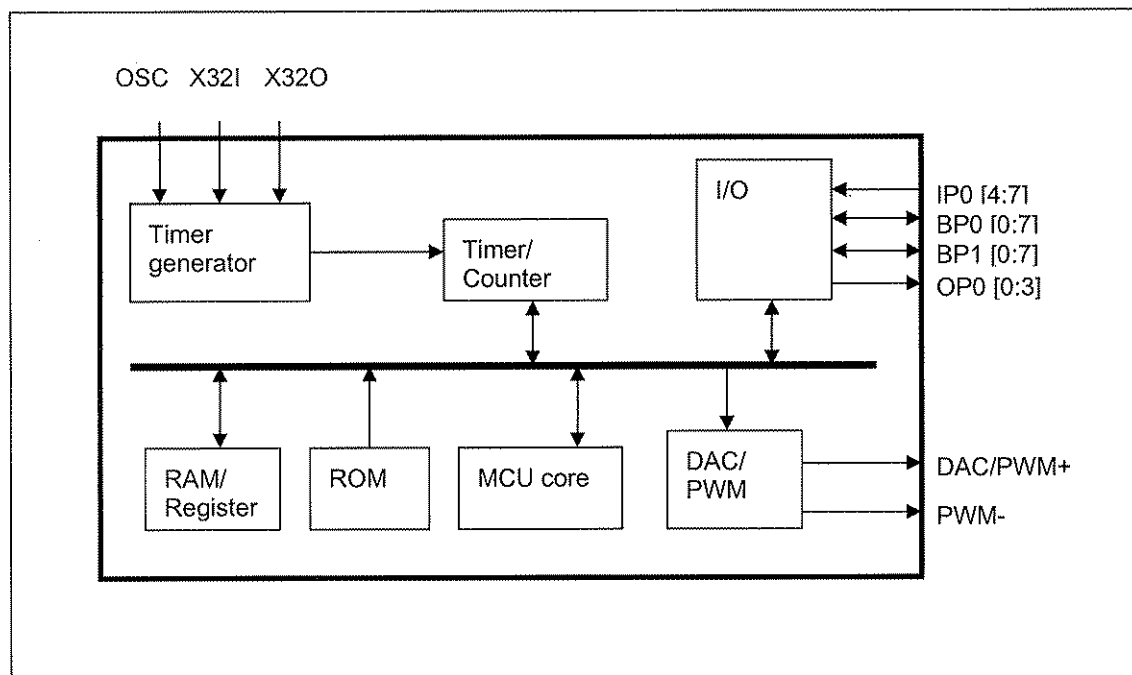 OSC X32I X32O
Timer generator
Timer/
Counter
I/O
IP0 [4:7]
BP0 [0:7]
BP1 [0:7]
OP0 [0:3]
RAM/
Register
ROM
MCU core
DAC/
PWM
DAC/PWM+
PWM-